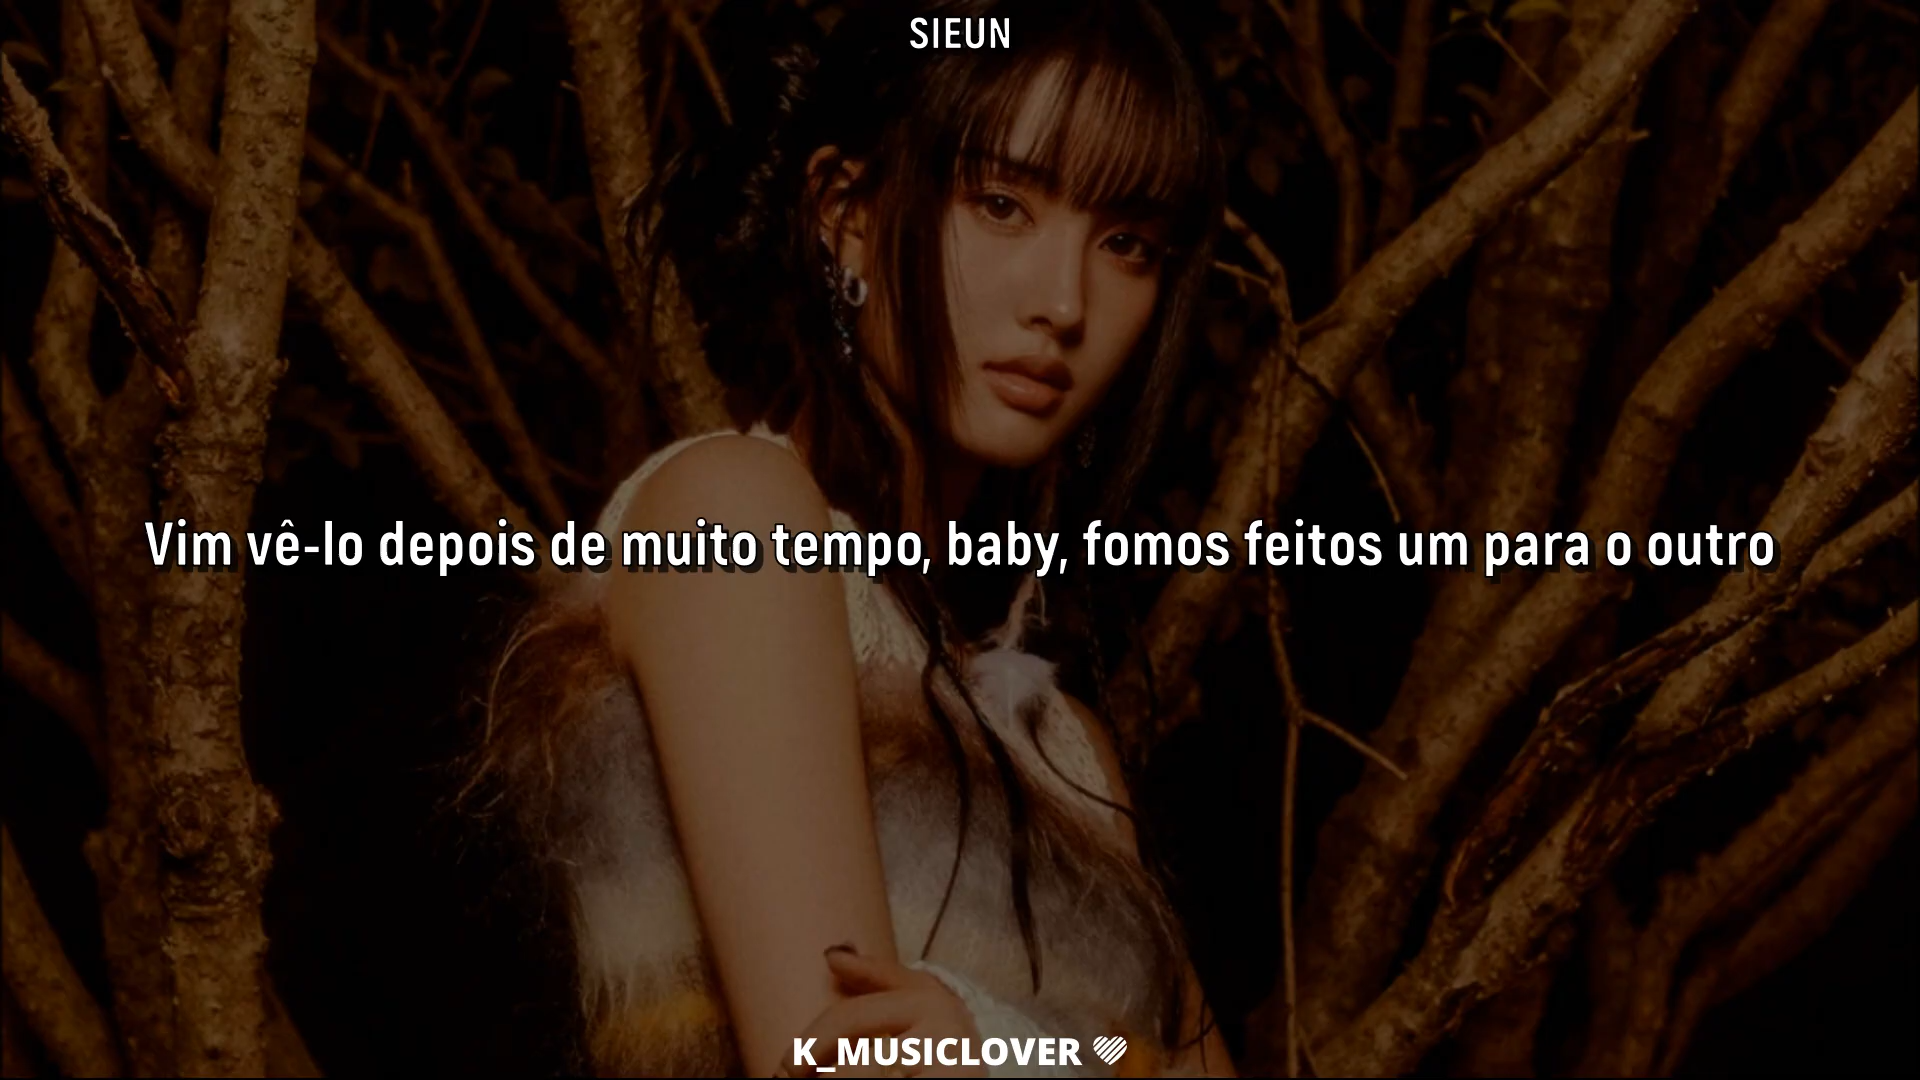 SIEUN
Vim vê-lo depois de muito tempo, baby, fomos feitos um para o outro
K_MUSICLOVER